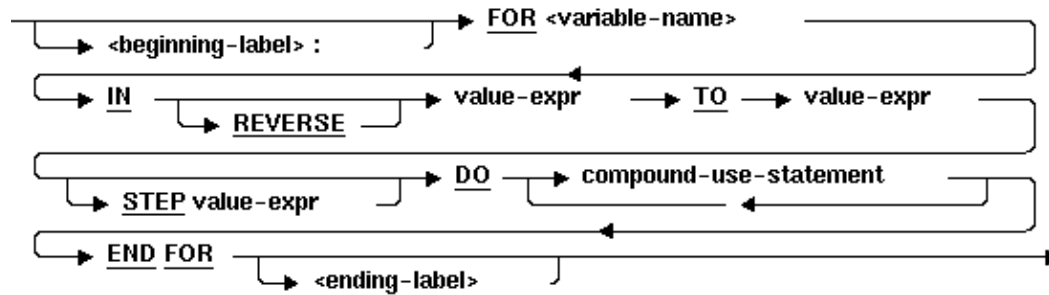 FOR <variable-name>
<beginning-label> :
IN value-expr TO value-expr
REVERSE
DO compound-use-statement
STEP value-expr
END FOR
<ending-label>